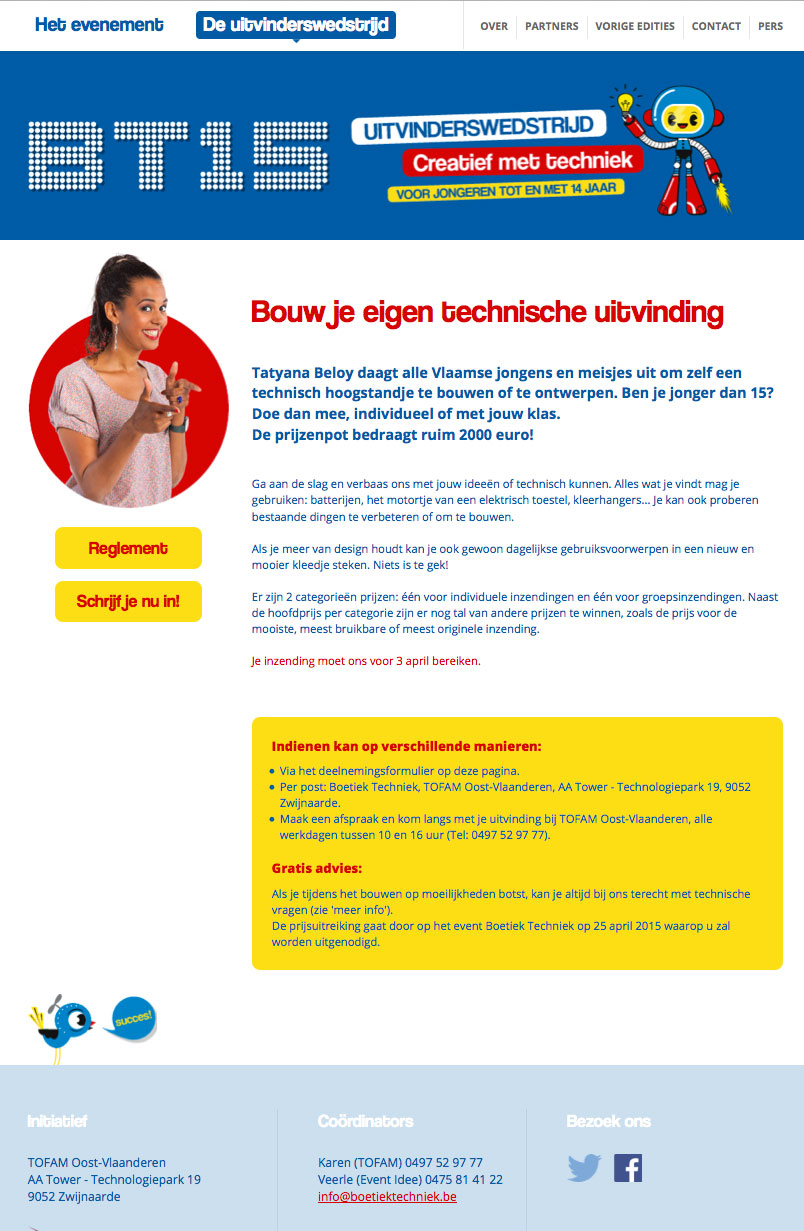 Het evenement
De uitvinderswedstrijd
OVER
PARTNERS
VORIGE EDITIES
CONTACT
PERS
BT15
UITVINDERSWEDSTRIJD
Creatief met techniek
VOOR JONGEREN TOT EN MET 14 JAAR
Reglement
Schrijf je nu in!
Bouw je eigen technische uitvinding
Tatyana Beloy daagt alle Vlaamse jongens en meisjes uit om zelf een
technisch hoogstandje te bouwen of te ontwerpen. Ben je jonger dan 15?
Doe dan mee, individueel of met jouw klas.
De prijzenpot bedraagt ruim 2000 euro!
Ga aan de slag en verbaas ons met jouw ideeën of technisch kunnen. Alles wat je vindt mag je
gebruiken: batterijen, het motortje van een elektrisch toestel, kleerhangers... Je kan ook proberen
bestaande dingen te verbeteren of om te bouwen.
Als je meer van design houdt kan je ook gewoon dagelijkse gebruiksvoorwerpen in een nieuw en
mooier kleedje steken. Niets is te gek!
Er zijn 2 categorieën prijzen: één voor individuele inzendingen en één voor groepsinzendingen. Naast
de hoofdprijs per categorie zijn er nog tal van andere prijzen te winnen, zoals de prijs voor de
mooiste, meest bruikbare of meest originele inzending.
Je inzending moet ons voor 3 april bereiken.
Indienen kan op verschillende manieren:
• Via het deelnemingsformulier op deze pagina.
• Per post: Boetiek Techniek, TOFAM Oost-Vlaanderen, AA Tower - Technologiepark 19, 9052
Zwijnaarde.
• Maak een afspraak en kom langs met je uitvinding bij TOFAM Oost-Vlaanderen, alle
werkdagen tussen 10 en 16 uur (Tel: 0497 52 97 77).
Gratis advies:
Als je tijdens het bouwen op moeilijkheden botst, kan je altijd bij ons terecht met technische
vragen (zie 'meer info').
De prijsuitreiking gaat door op het event Boetiek Techniek op 25 april 2015 waarop u zal
worden uitgenodigd.
succes!
Initiatief
TOFAM Oost-Vlaanderen
AA Tower - Technologiepark 19
9052 Zwijnaarde
Coördinators
Karen (TOFAM) 0497 52 97 77
Veerle (Event Idee) 0475 81 41 22
info@boetiektechniek.be
Bezoek ons